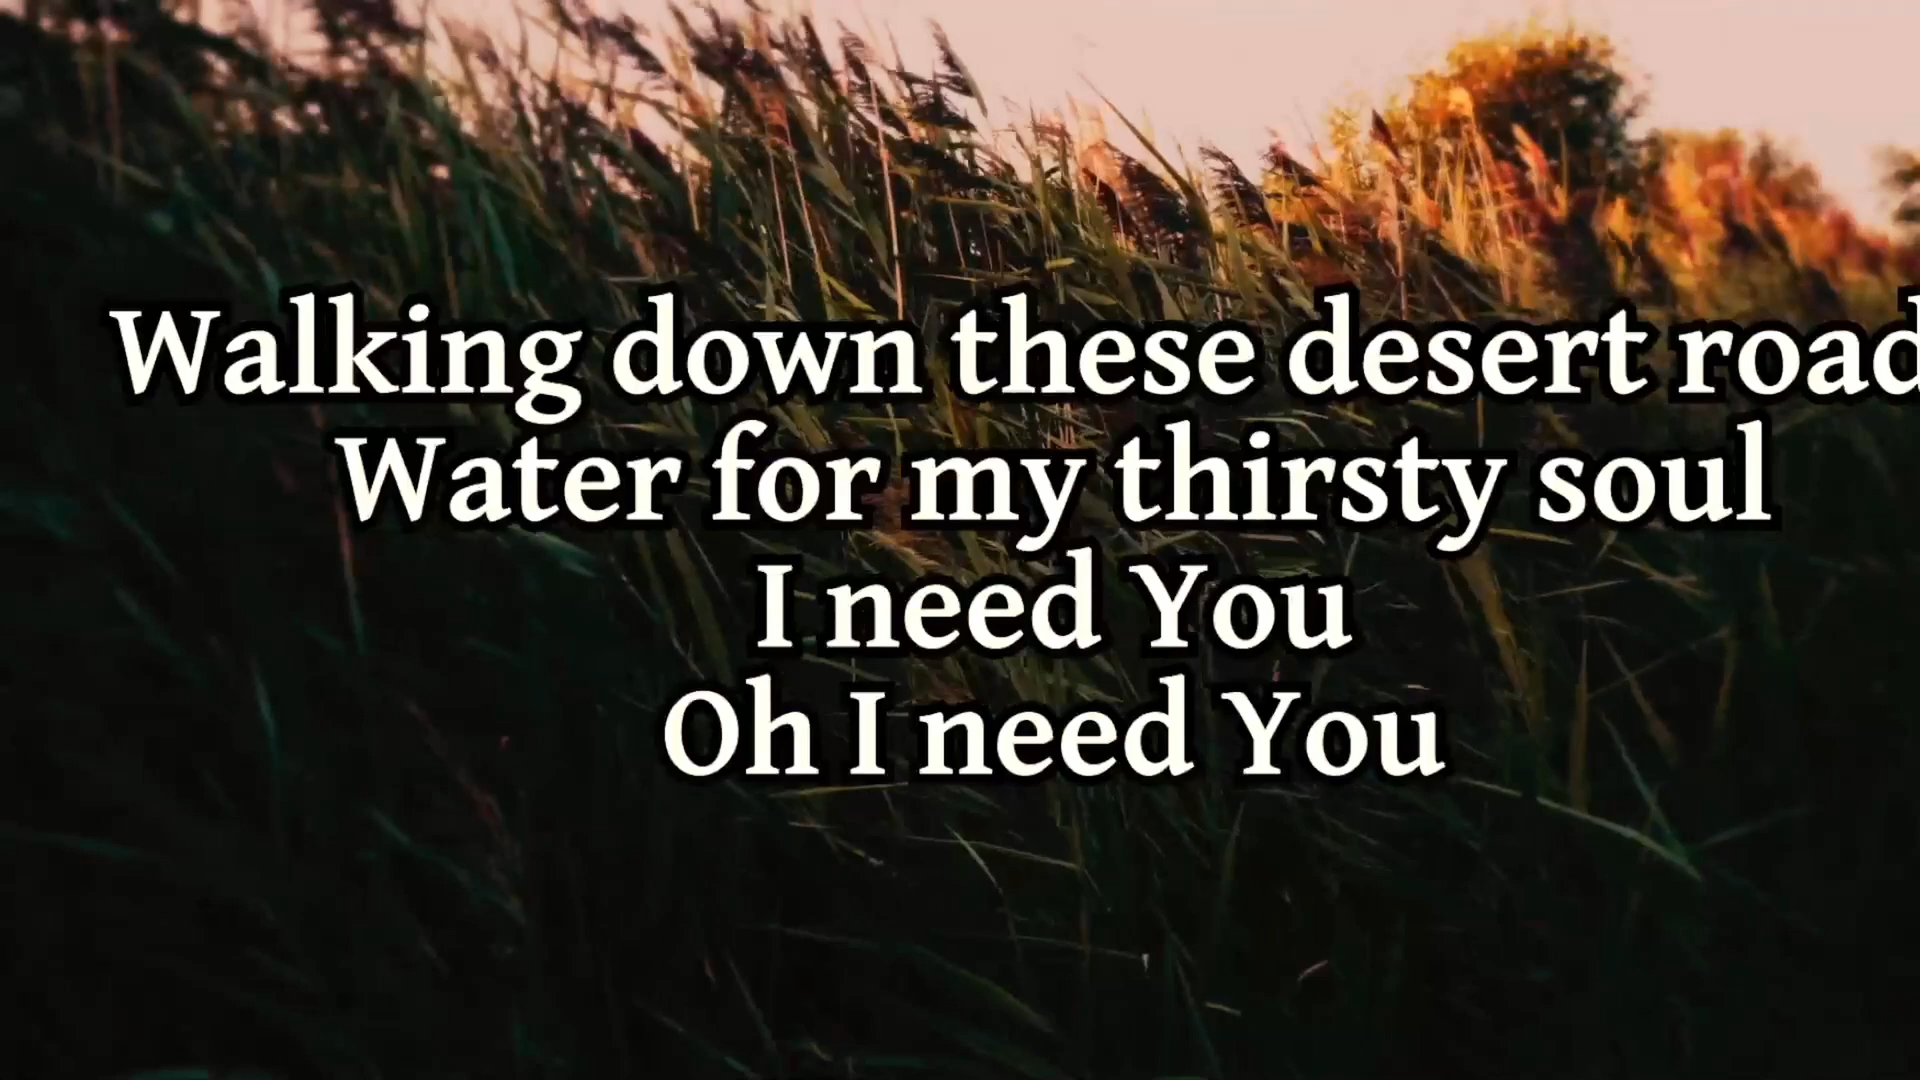 Walking down these desert road
Water for my thirsty soul
I need You
Oh I need You